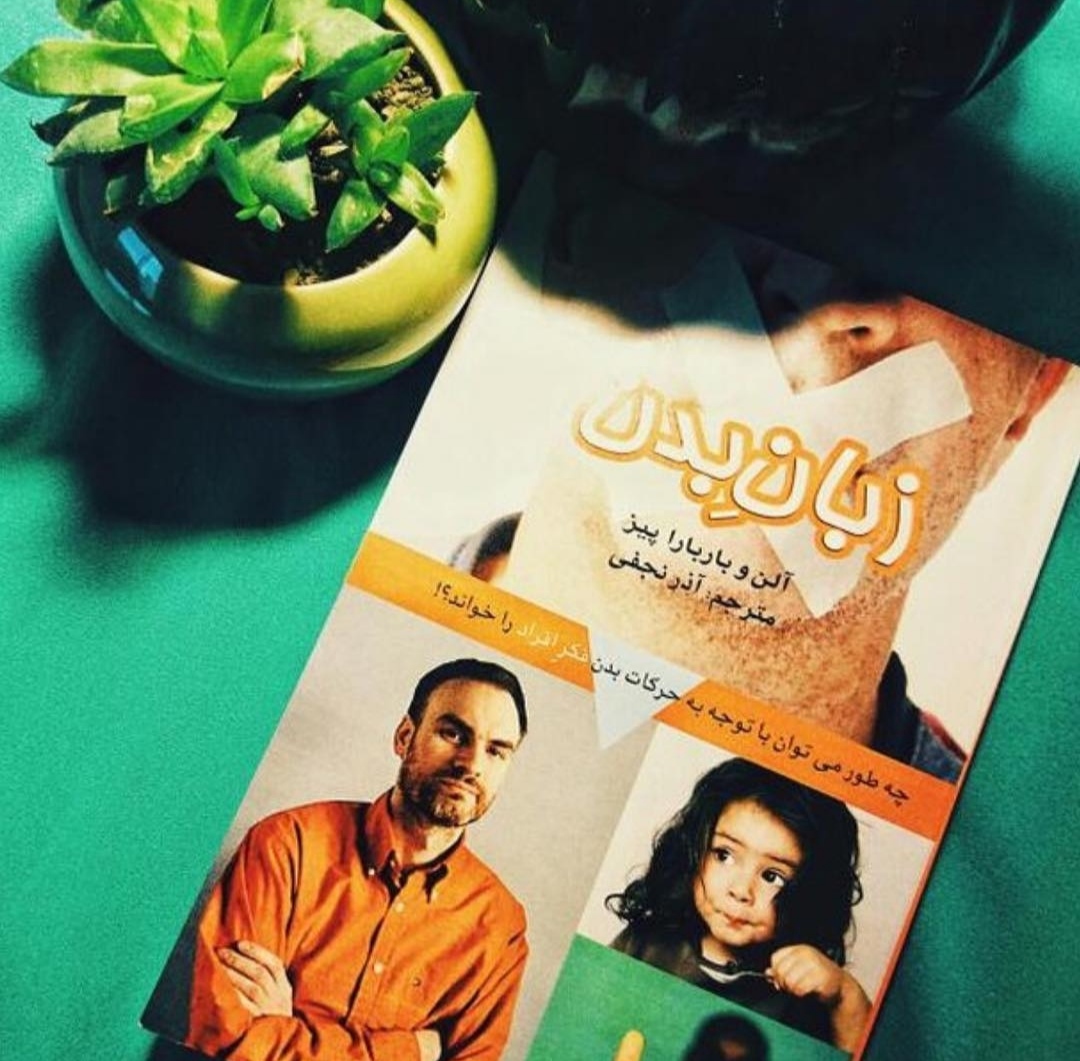 زبانِ بدن
آلن و باربارا پیز
مترجم: آذر نجفی
چه طور می توان با توجه به حرکات بدن فکرِ افراد را خواند؟!